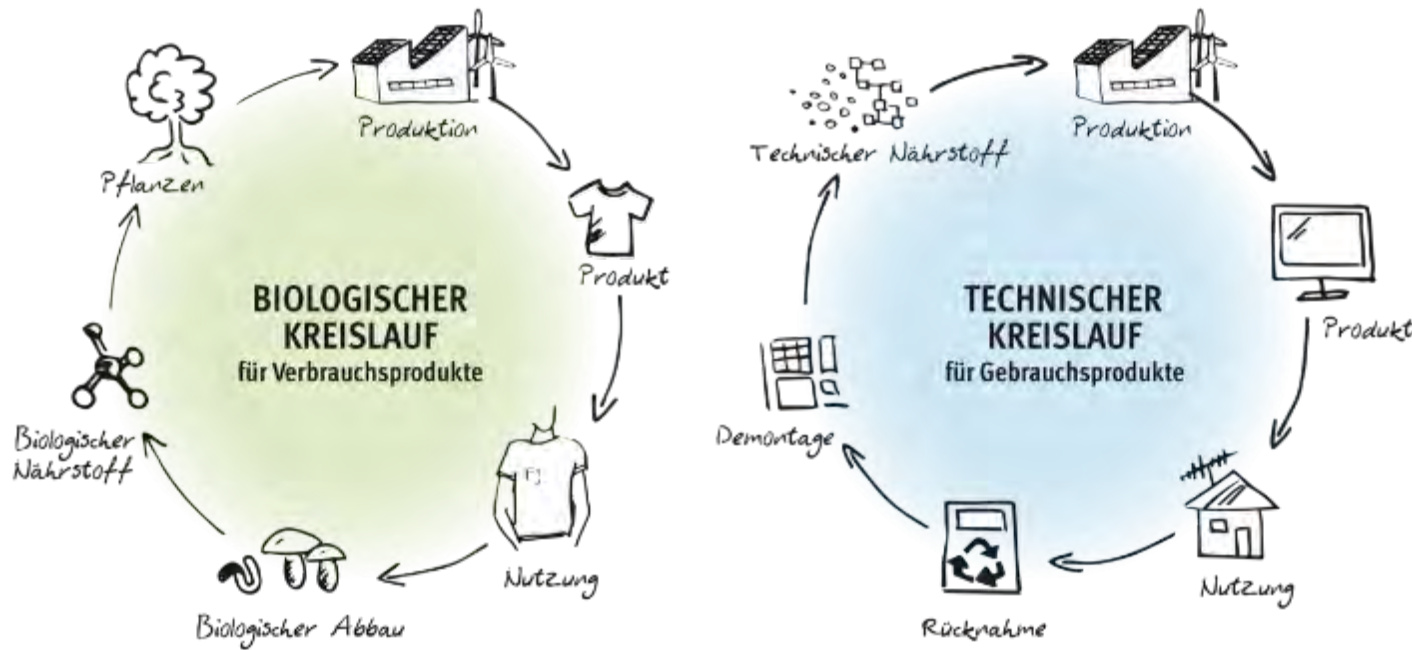 Produktion
Pflanzen
Produkt
BIOLOGISCHER
KREISLAUF
für Verbrauchsprodukte
Biologischer
Nährstoff
Nutzung
Biologischer Abbau
Produktion
Technischer Nährstoff
Produkt
TECHNISCHER
KREISLAUF
für Gebrauchsprodukte
Demontage
Nutzung
Rücknahme